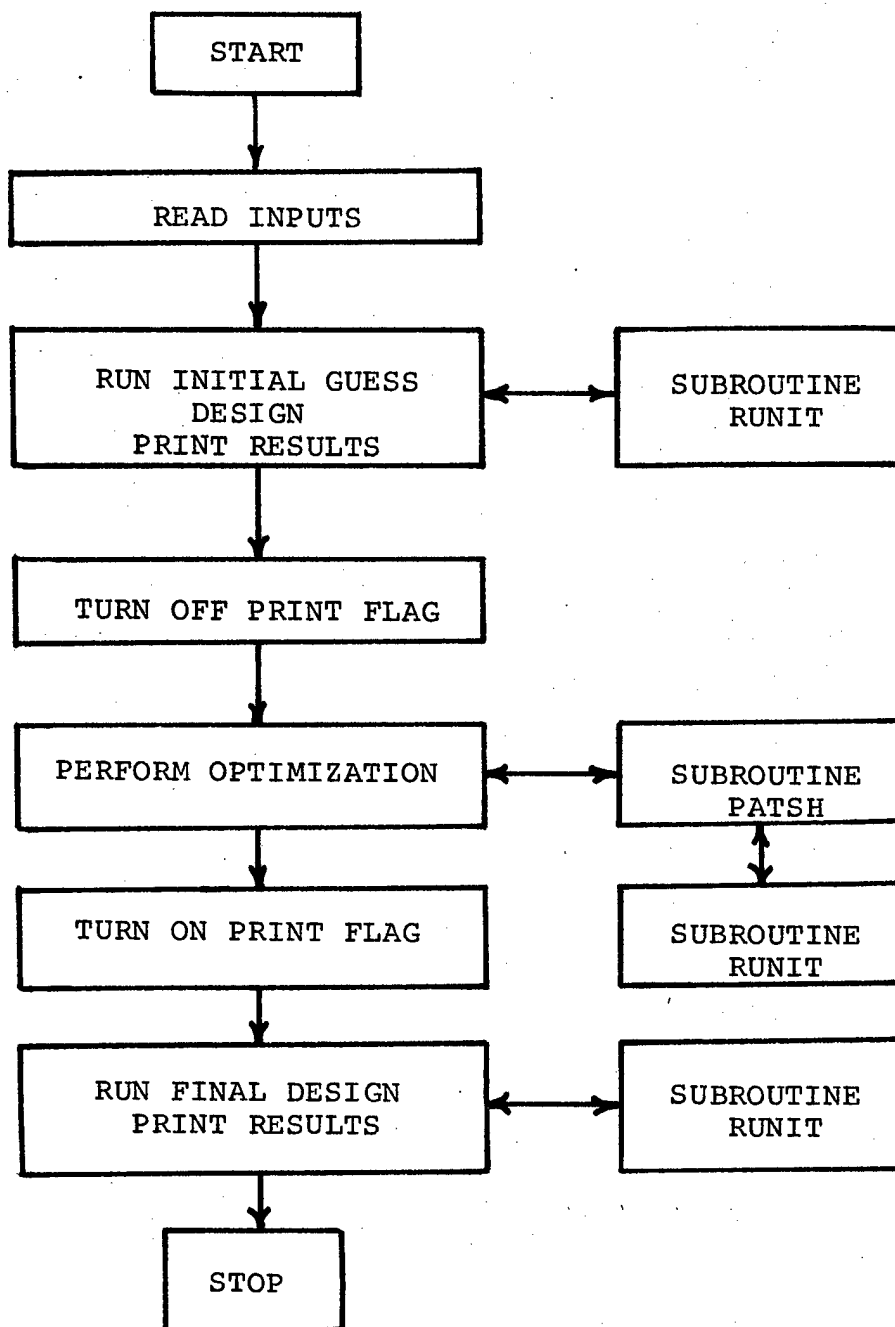 START
READ INPUTS
RUN INITIAL GUESS
DESIGN
PRINT RESULTS
SUBROUTINE
RUNIT
TURN OFF PRINT FLAG
PERFORM OPTIMIZATION
SUBROUTINE
PATSH
TURN ON PRINT FLAG
SUBROUTINE
RUNIT
RUN FINAL DESIGN
PRINT RESULTS
SUBROUTINE
RUNIT
STOP